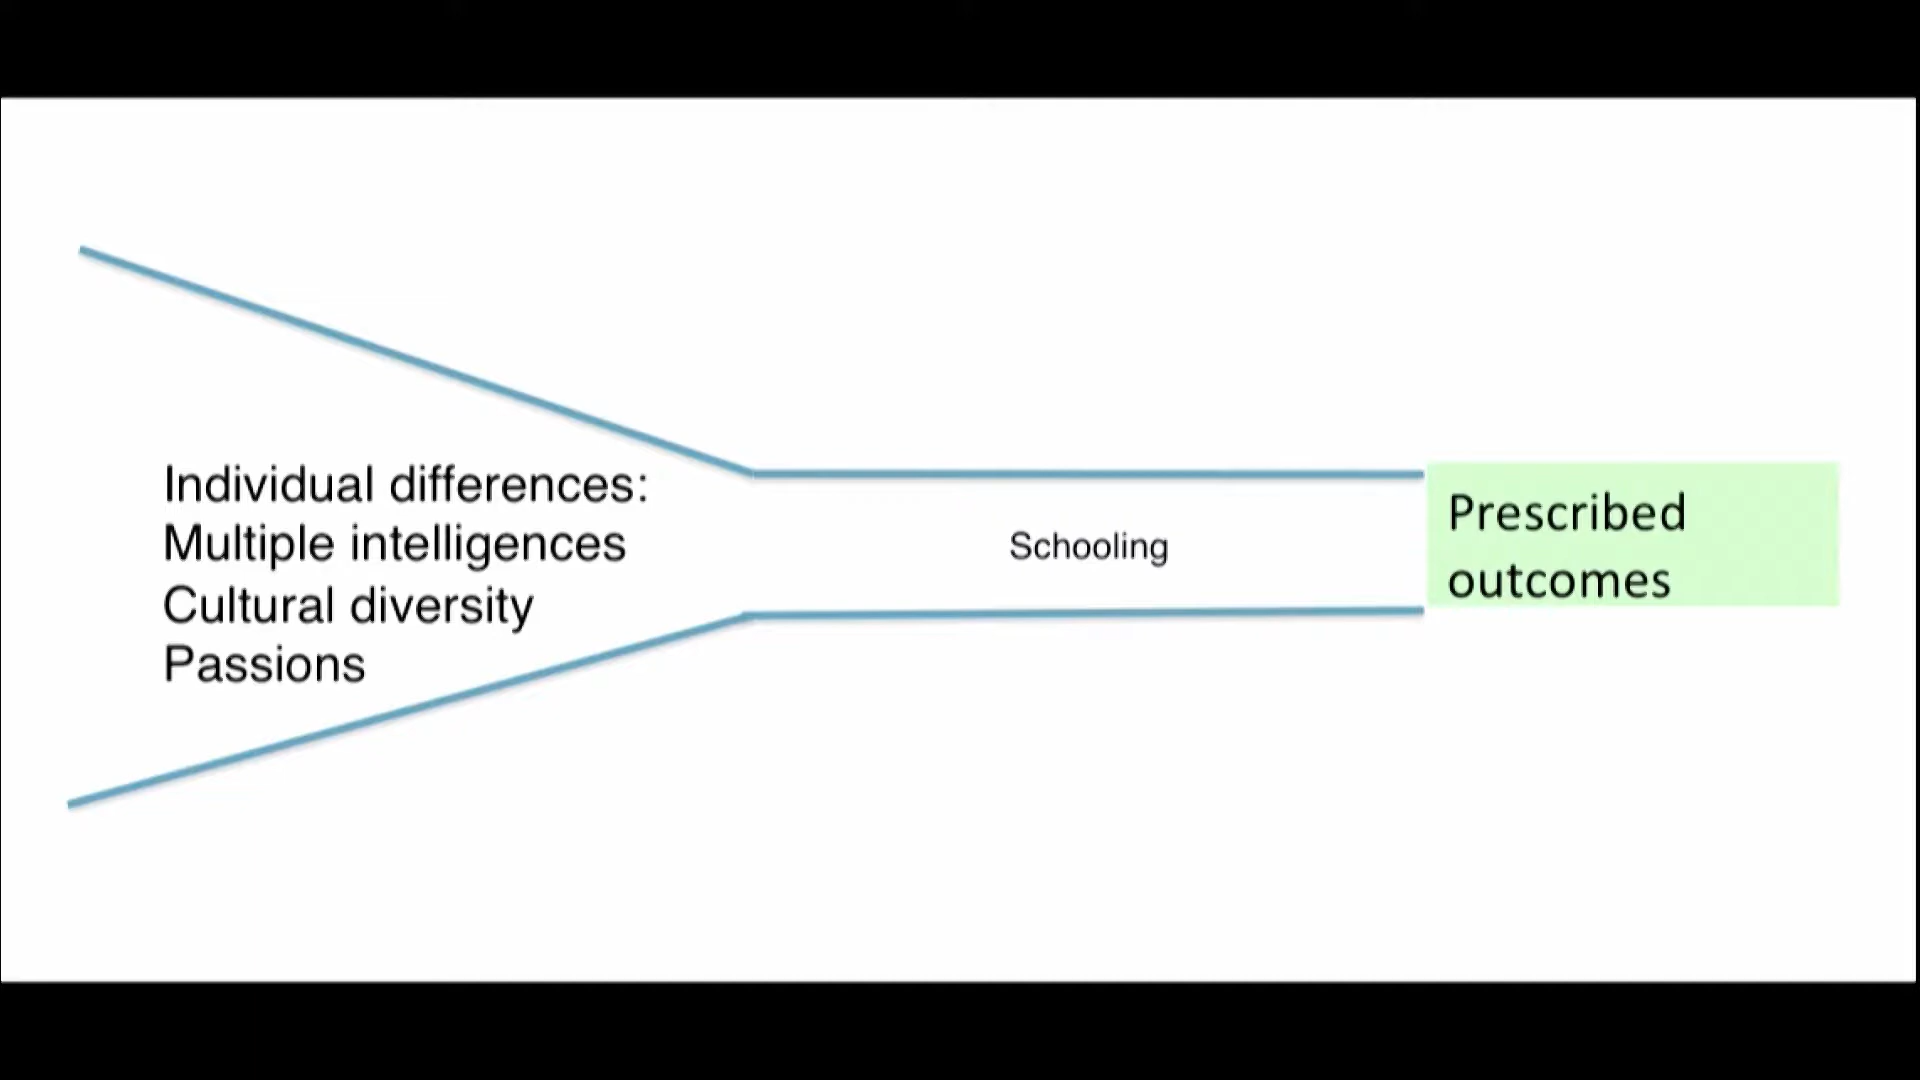 Individual differences:
Multiple intelligences
Cultural diversity
Passions
Schooling
Prescribed
outcomes